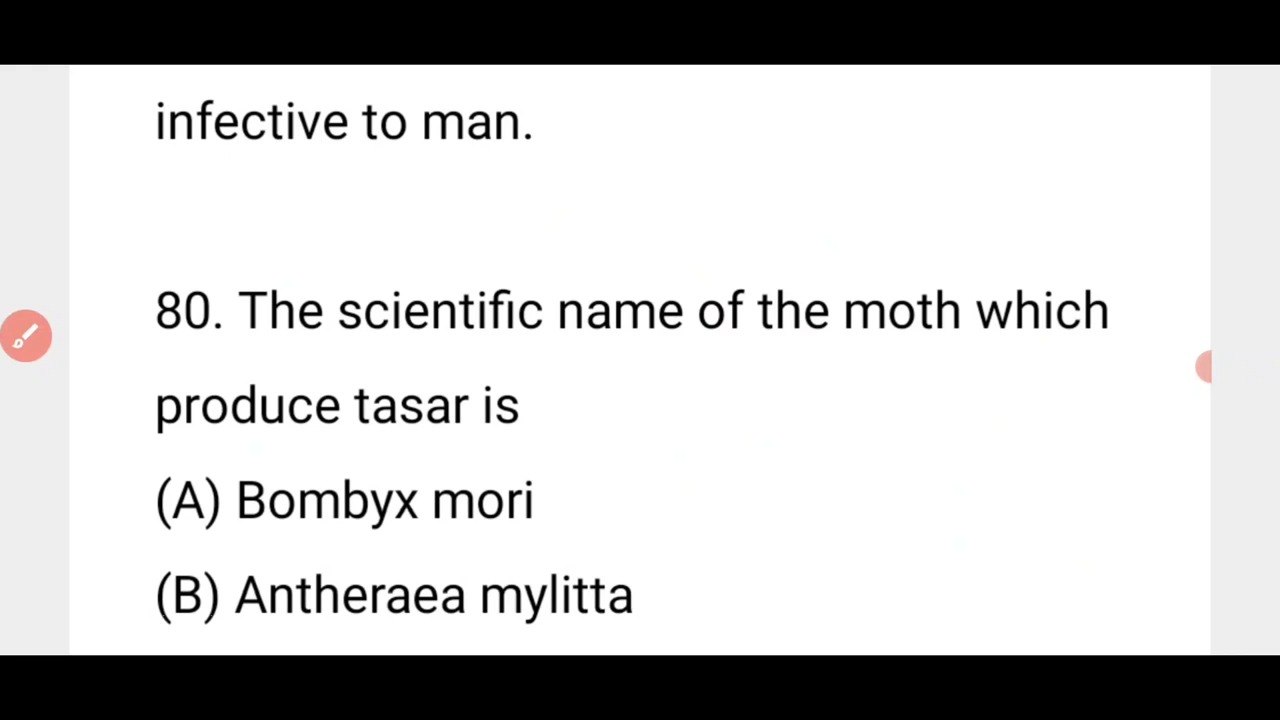 infective to man.
80. The scientific name of the moth which
produce tasar is
(A) Bombyx mori
(B) Antheraea mylitta